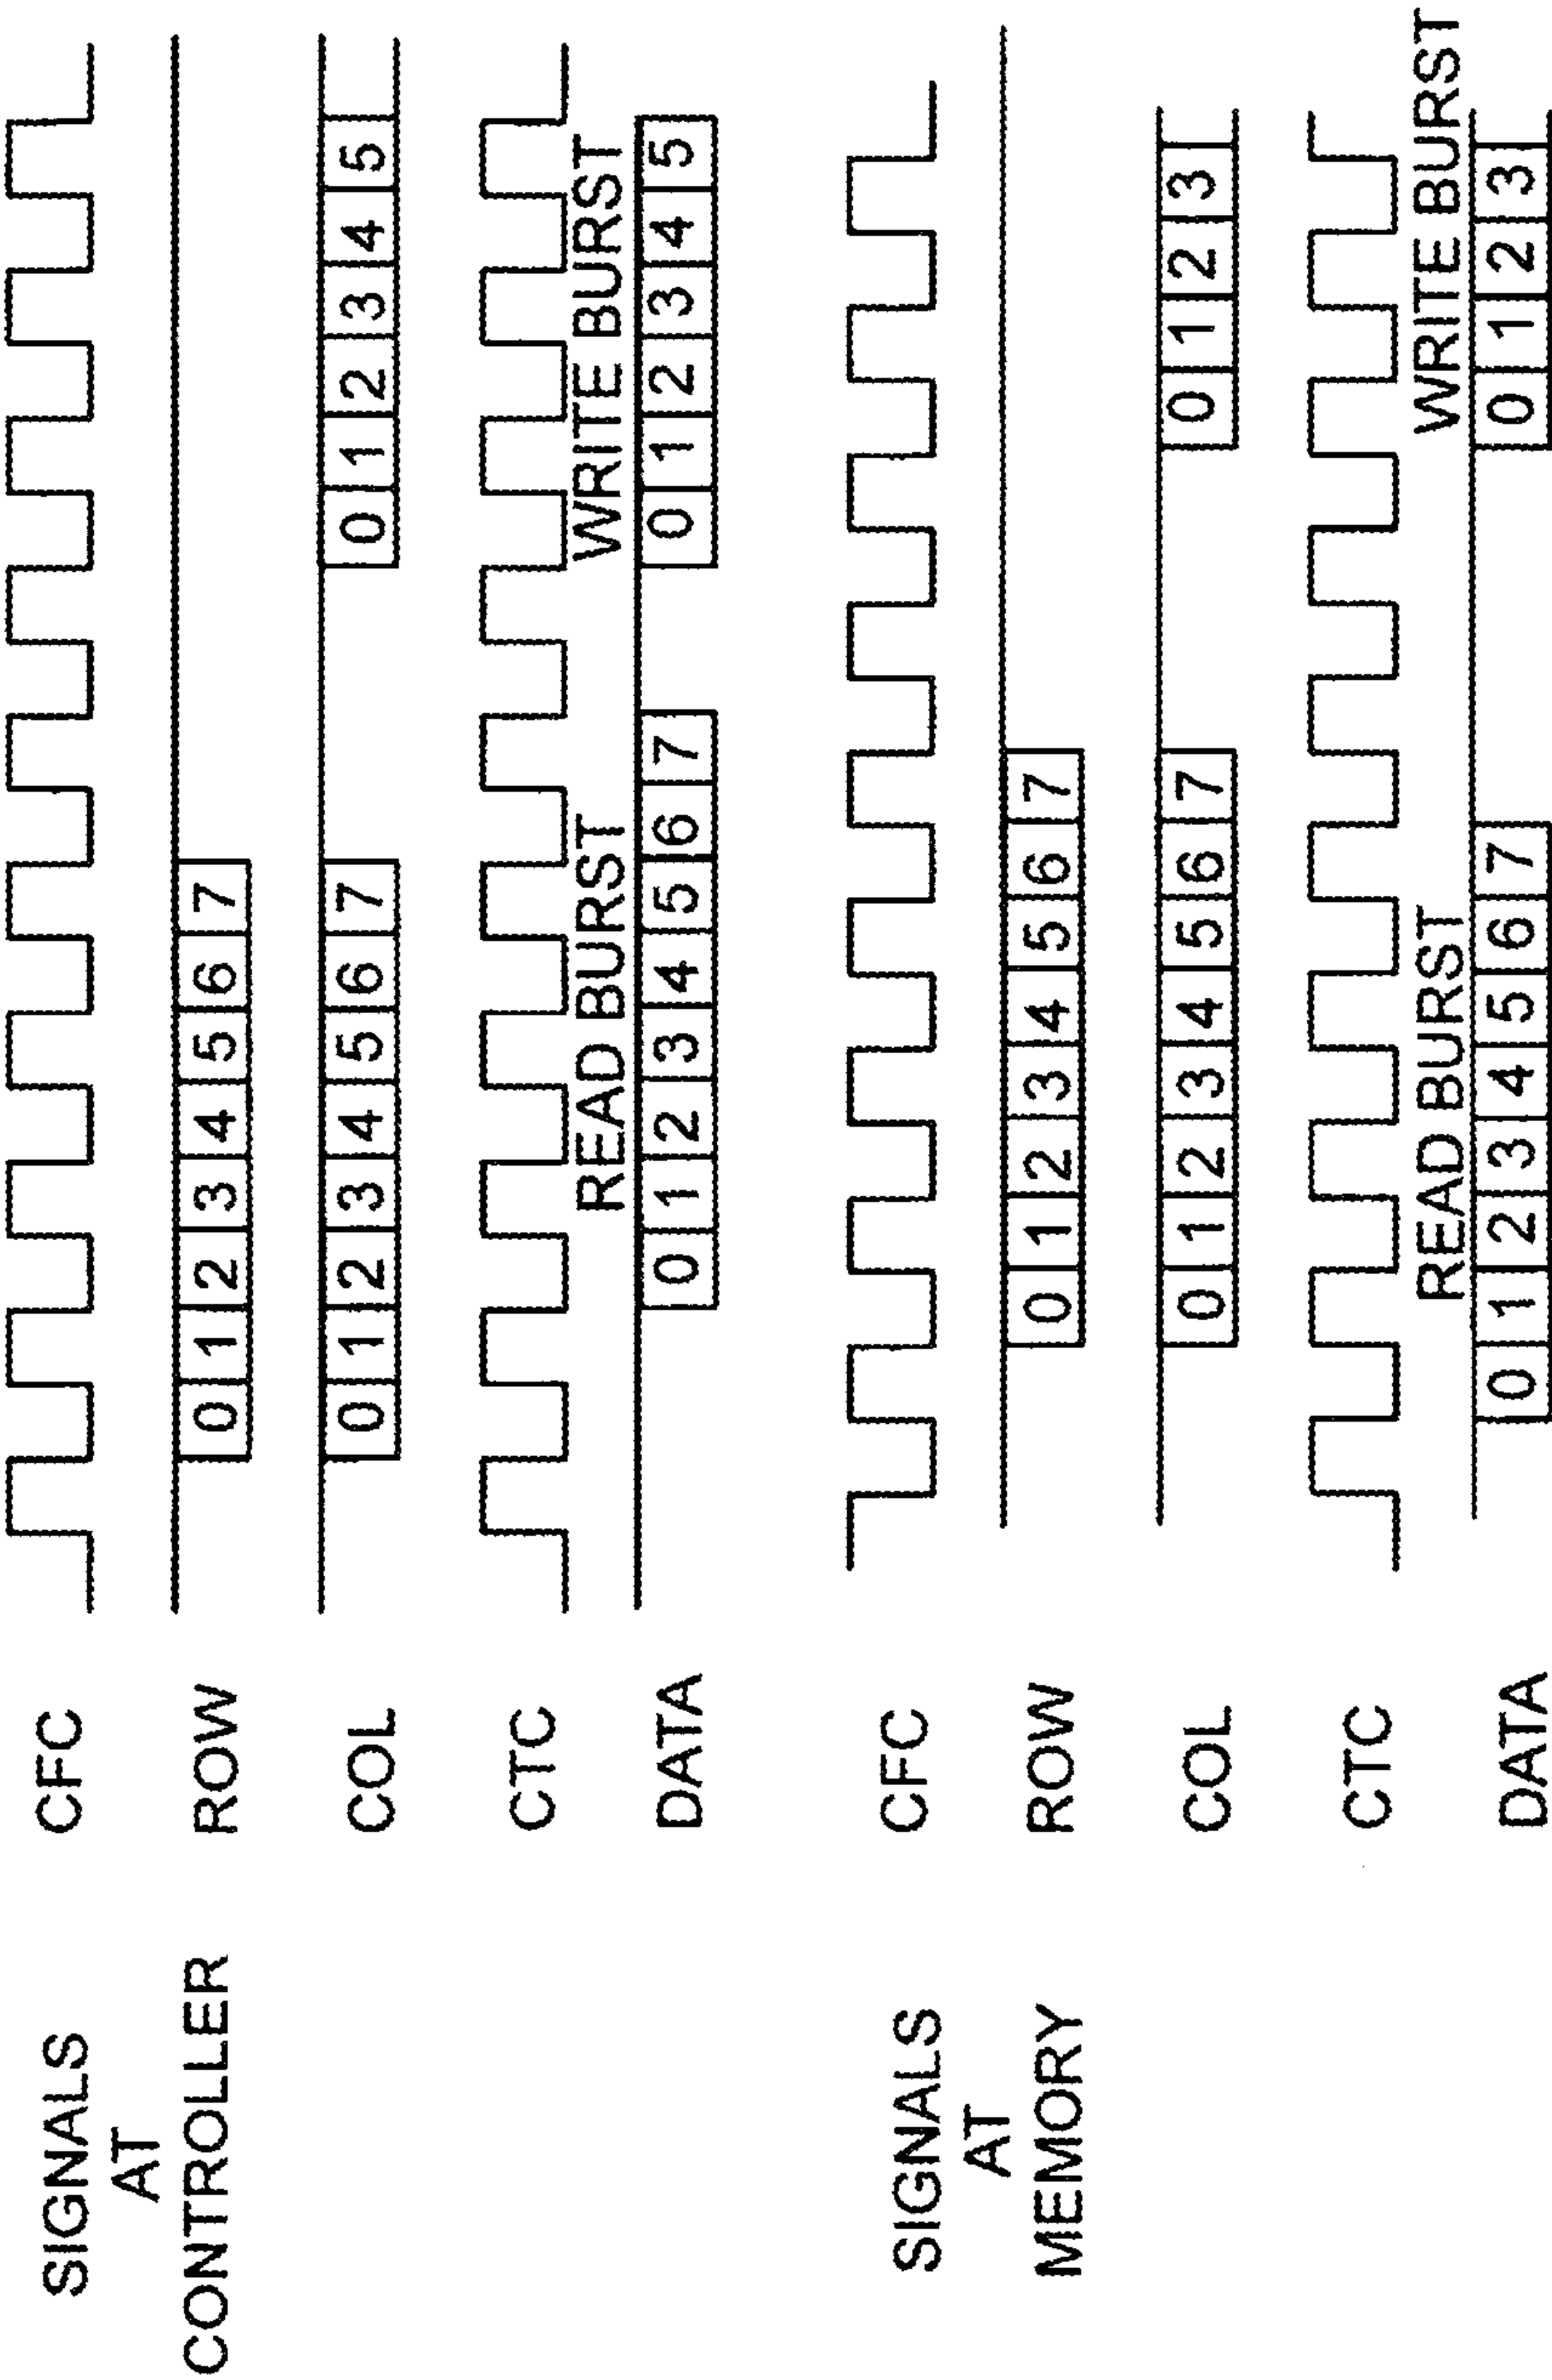 SIGNALS
AT
CONTROLLER
CFC
ROW 0 1 2 3 4 5 6 7
COL 0 1 2 3 4 5 6 7 0 1 2 3 4 5
CTC
READ BURST WRITE BURST
DATA 0 1 2 3 4 5 6 7 0 1 2 3 4 5
SIGNALS
AT
MEMORY
CFC
ROW 0 1 2 3 4 5 6 7
COL 0 1 2 3 4 5 6 7 0 1 2 3
CTC
READ BURST WRITE BURST
DATA 0 1 2 3 4 5 6 7 0 1 2 3